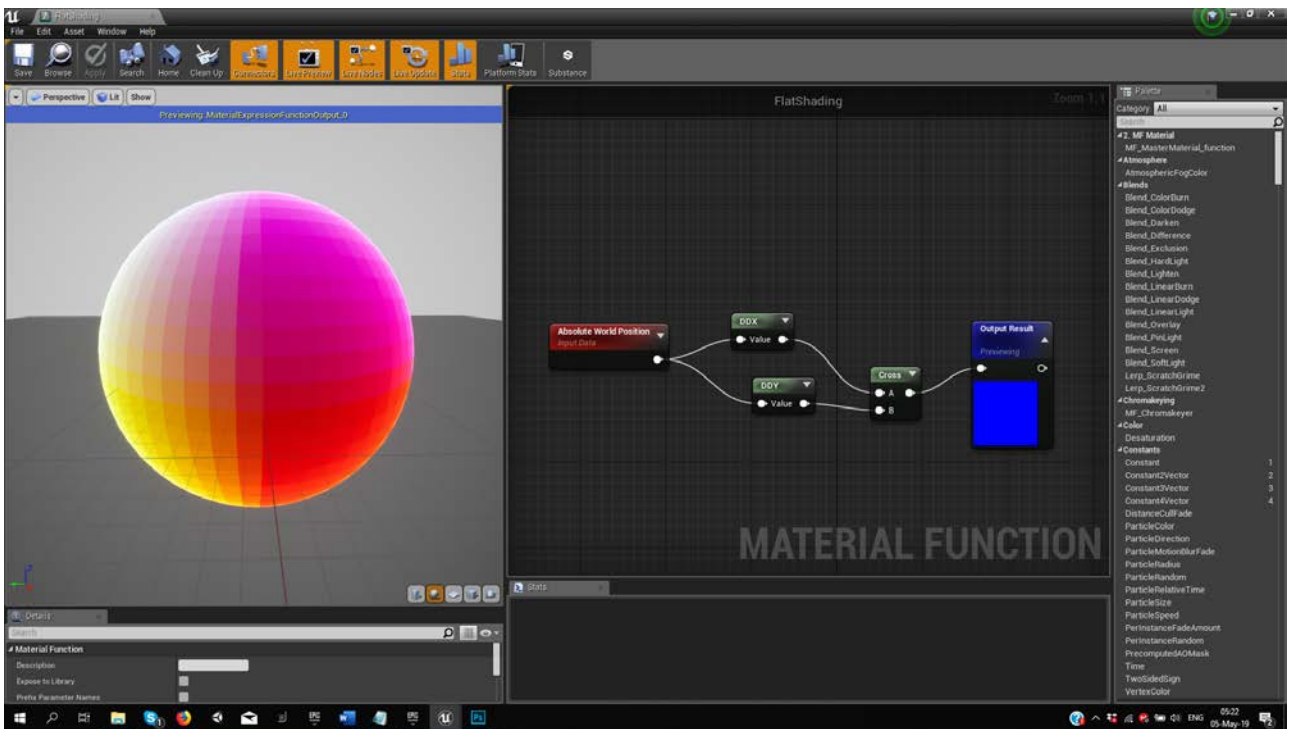 FlatShading
File Edit Asset Window Help
Save Browse Apply Search Home Clean Up Connectors Live Preview Live Nodes Live Update Stats Platform Stats Substance
Perspective Lit Show
Previewing: MaterialExpressionFunctionOutput_0
FlatShading
Absolute World Position
Input Data
DDX
Value
DDY
Value
Cross
A
B
Output Result
Previewing
MATERIAL FUNCTION
Stats
Details
Search
Material Function
Description
Expose to Library
Prefix Parameter Names
Palette
Category All
Search
2. MF Material
MF_MasterMaterial_function
Atmosphere
AtmosphericFogColor
Blends
Blend_ColorBurn
Blend_ColorDodge
Blend_Darken
Blend_Difference
Blend_Exclusion
Blend_HardLight
Blend_Lighten
Blend_LinearBurn
Blend_LinearDodge
Blend_LinearLight
Blend_Overlay
Blend_PinLight
Blend_Screen
Blend_SoftLight
Lerp_ScratchGrime
Lerp_ScratchGrime2
Chromakeying
MF_Chromakeyer
Color
Desaturation
Constants
Constant 1
Constant2Vector 2
Constant3Vector 3
Constant4Vector 4
DistanceCullFade
ParticleColor
ParticleDirection
ParticleMotionBlurFade
ParticleRadius
ParticleRandom
ParticleRelativeTime
ParticleSize
ParticleSpeed
PerInstanceFadeAmount
PerInstanceRandom
PrecomputedAOMask
Time
TwoSidedSign
VertexColor
ENG
05:22
05-May-19